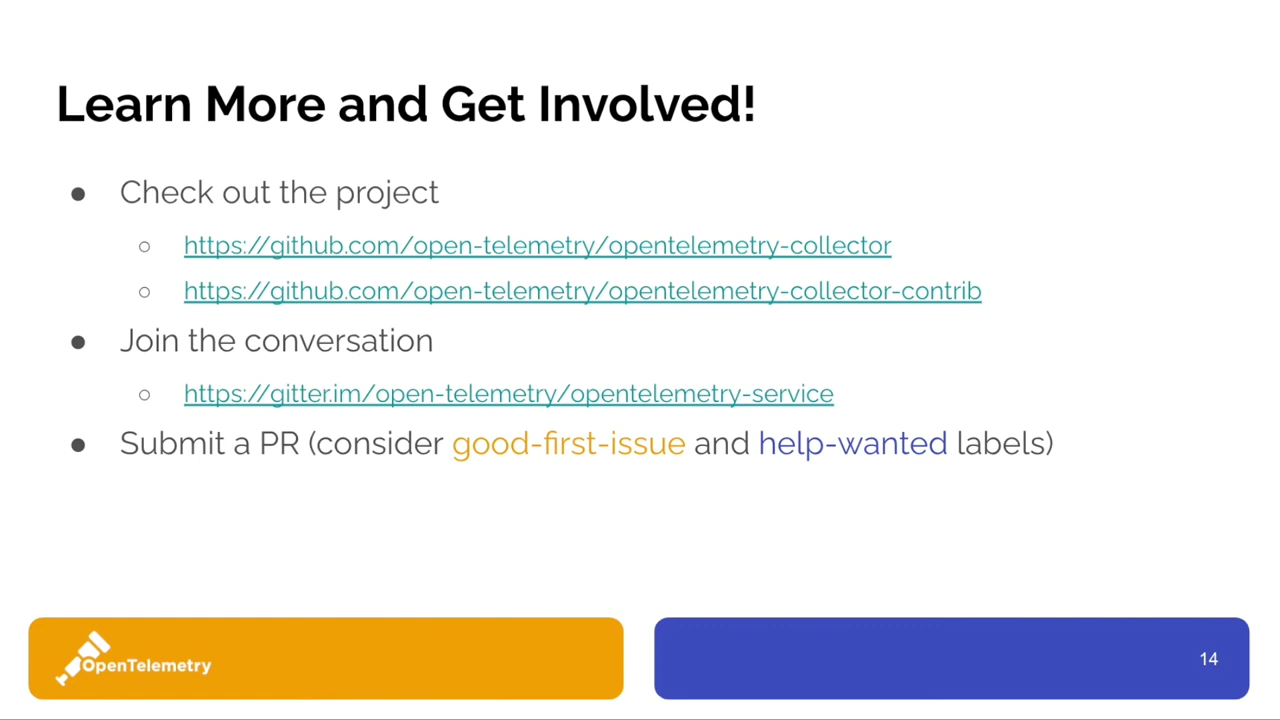 Learn More and Get Involved!
● Check out the project
○ https://github.com/open-telemetry/opentelemetry-collector
○ https://github.com/open-telemetry/opentelemetry-collector-contrib
● Join the conversation
○ https://gitter.im/open-telemetry/opentelemetry-service
● Submit a PR (consider good-first-issue and help-wanted labels)
OpenTelemetry
14